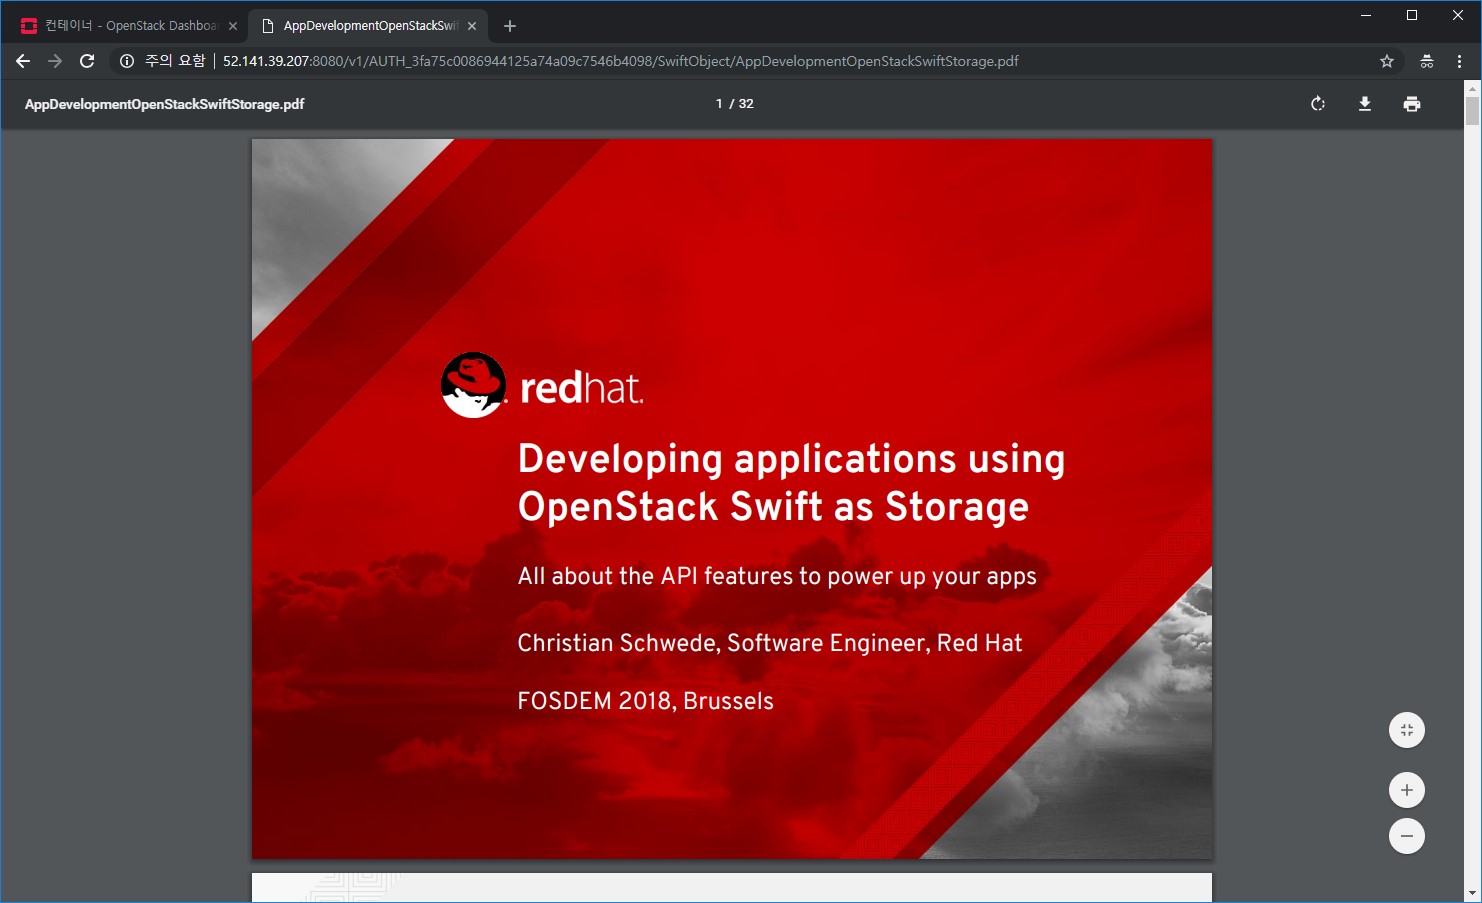 컨테이너 - OpenStack Dashboa
AppDevelopmentOpenStackSwif
주의 요함 | 52.141.39.207:8080/v1/AUTH_3fa75c0086944125a74a09c7546b4098/SwiftObject/AppDevelopmentOpenStackSwiftStorage.pdf
AppDevelopmentOpenStackSwiftStorage.pdf
1 / 32
redhat.
Developing applications using
OpenStack Swift as Storage
All about the API features to power up your apps
Christian Schwede, Software Engineer, Red Hat
FOSDEM 2018, Brussels